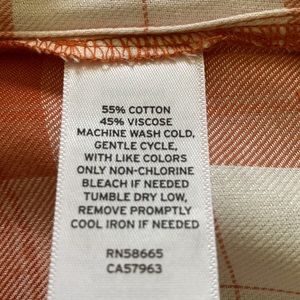 55% COTTON
45% VISCOSE
MACHINE WASH COLD,
GENTLE CYCLE,
WITH LIKE COLORS
ONLY NON-CHLORINE
BLEACH IF NEEDED
TUMBLE DRY LOW,
REMOVE PROMPTLY
COOL IRON IF NEEDED
RN58665
CA57963